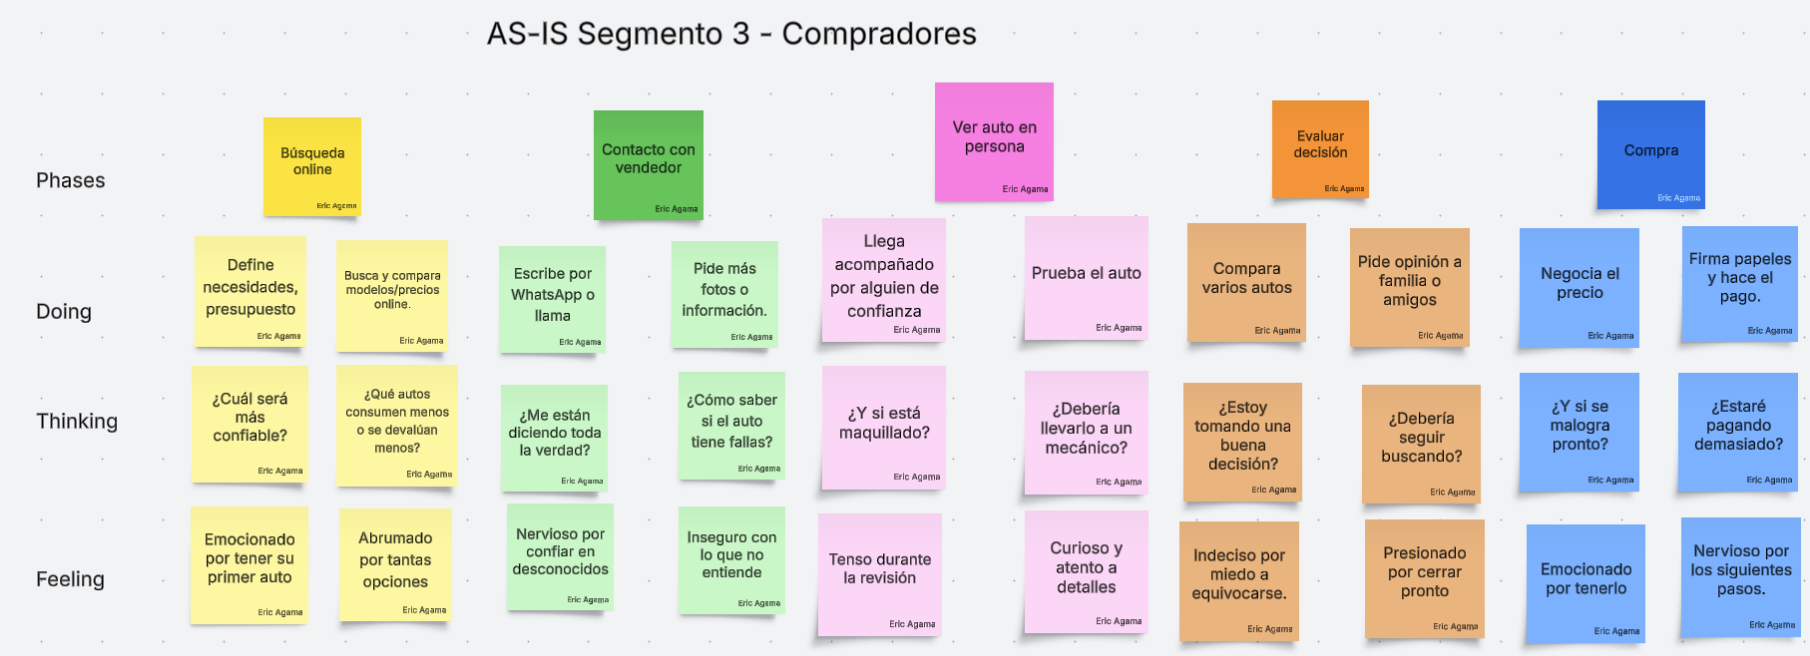 AS-IS Segmento 3 - Compradores
Phases
Búsqueda
online
Eric Agama
Contacto con
vendedor
Eric Agama
Ver auto en
persona
Eric Agama
Evaluar
decisión
Eric Agama
Compra
Eric Agama
Doing
Define
necesidades,
presupuesto
Eric Agama
Busca y compara
modelos/precios
online.
Eric Agama
Escribe por
WhatsApp o
llama
Eric Agama
Pide más
fotos o
información.
Eric Agama
Llega
acompañado
por alguien de
confianza
Eric Agama
Prueba el auto
Eric Agama
Compara
varios autos
Eric Agama
Pide opinión a
familia o
amigos
Eric Agama
Negocia el
precio
Eric Agama
Firma papeles
y hace el
pago.
Eric Agama
Thinking
¿Cuál será
más
confiable?
Eric Agama
¿Qué autos
consumen menos
o se devalúan
menos?
Eric Agama
¿Me están
diciendo toda
la verdad?
Eric Agama
¿Cómo saber
si el auto
tiene fallas?
Eric Agama
¿Y si está
maquillado?
Eric Agama
¿Debería
llevarlo a un
mecánico?
Eric Agama
¿Estoy
tomando una
buena
decisión?
Eric Agama
¿Debería
seguir
buscando?
Eric Agama
¿Y si se
malogra
pronto?
Eric Agama
¿Estaré
pagando
demasiado?
Eric Agama
Feeling
Emocionado
por tener su
primer auto
Eric Agama
Abrumado
por tantas
opciones
Eric Agama
Nervioso por
confiar en
desconocidos
Eric Agama
Inseguro con
lo que no
entiende
Eric Agama
Tenso durante
la revisión
Eric Agama
Curioso y
atento a
detalles
Eric Agama
Indeciso por
miedo a
equivocarse.
Eric Agama
Presionado
por cerrar
pronto
Eric Agama
Emocionado
por tenerlo
Eric Agama
Nervioso por
los siguientes
pasos.
Eric Agama